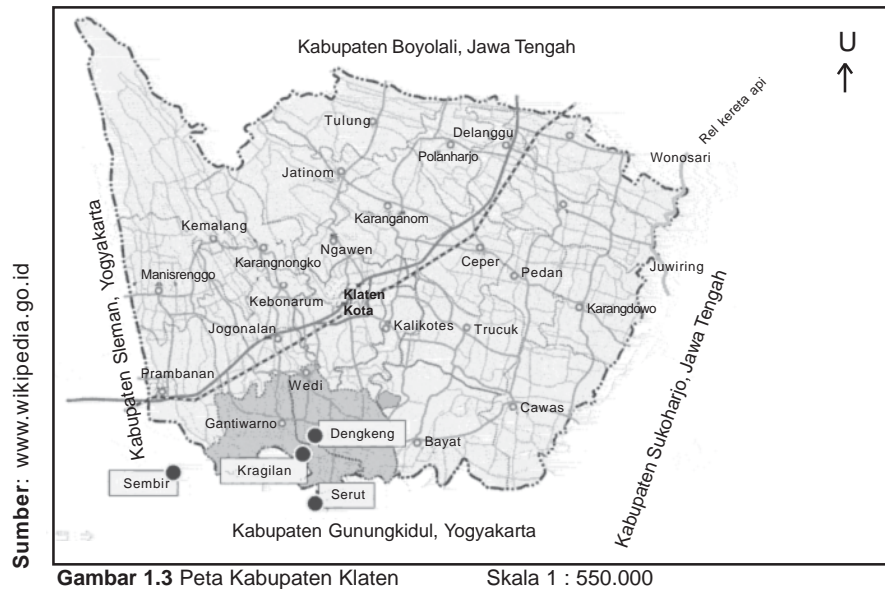 Kabupaten Boyolali, Jawa Tengah
U
Rel kereta api
Tulung
Delanggu
Polanharjo
Wonosari
Jatinom
Karanganom
Kemalang
Ngawen
Karangnongko
Ceper
Juwiring
Manisrenggo
Pedan
Kebonarum
Klaten
Kota
Karangdowo
Jogonalan
Kalikotes
Trucuk
Prambanan
Wedi
Cawas
Gantiwarno
Dengkeng
Bayat
Kragilan
Sembir
Serut
Kabupaten Sleman, Yogyakarta
Kabupaten Sukoharjo, Jawa Tengah
Kabupaten Gunungkidul, Yogyakarta
Sumber: www.wikipedia.go.id
Gambar 1.3 Peta Kabupaten Klaten Skala 1 : 550.000